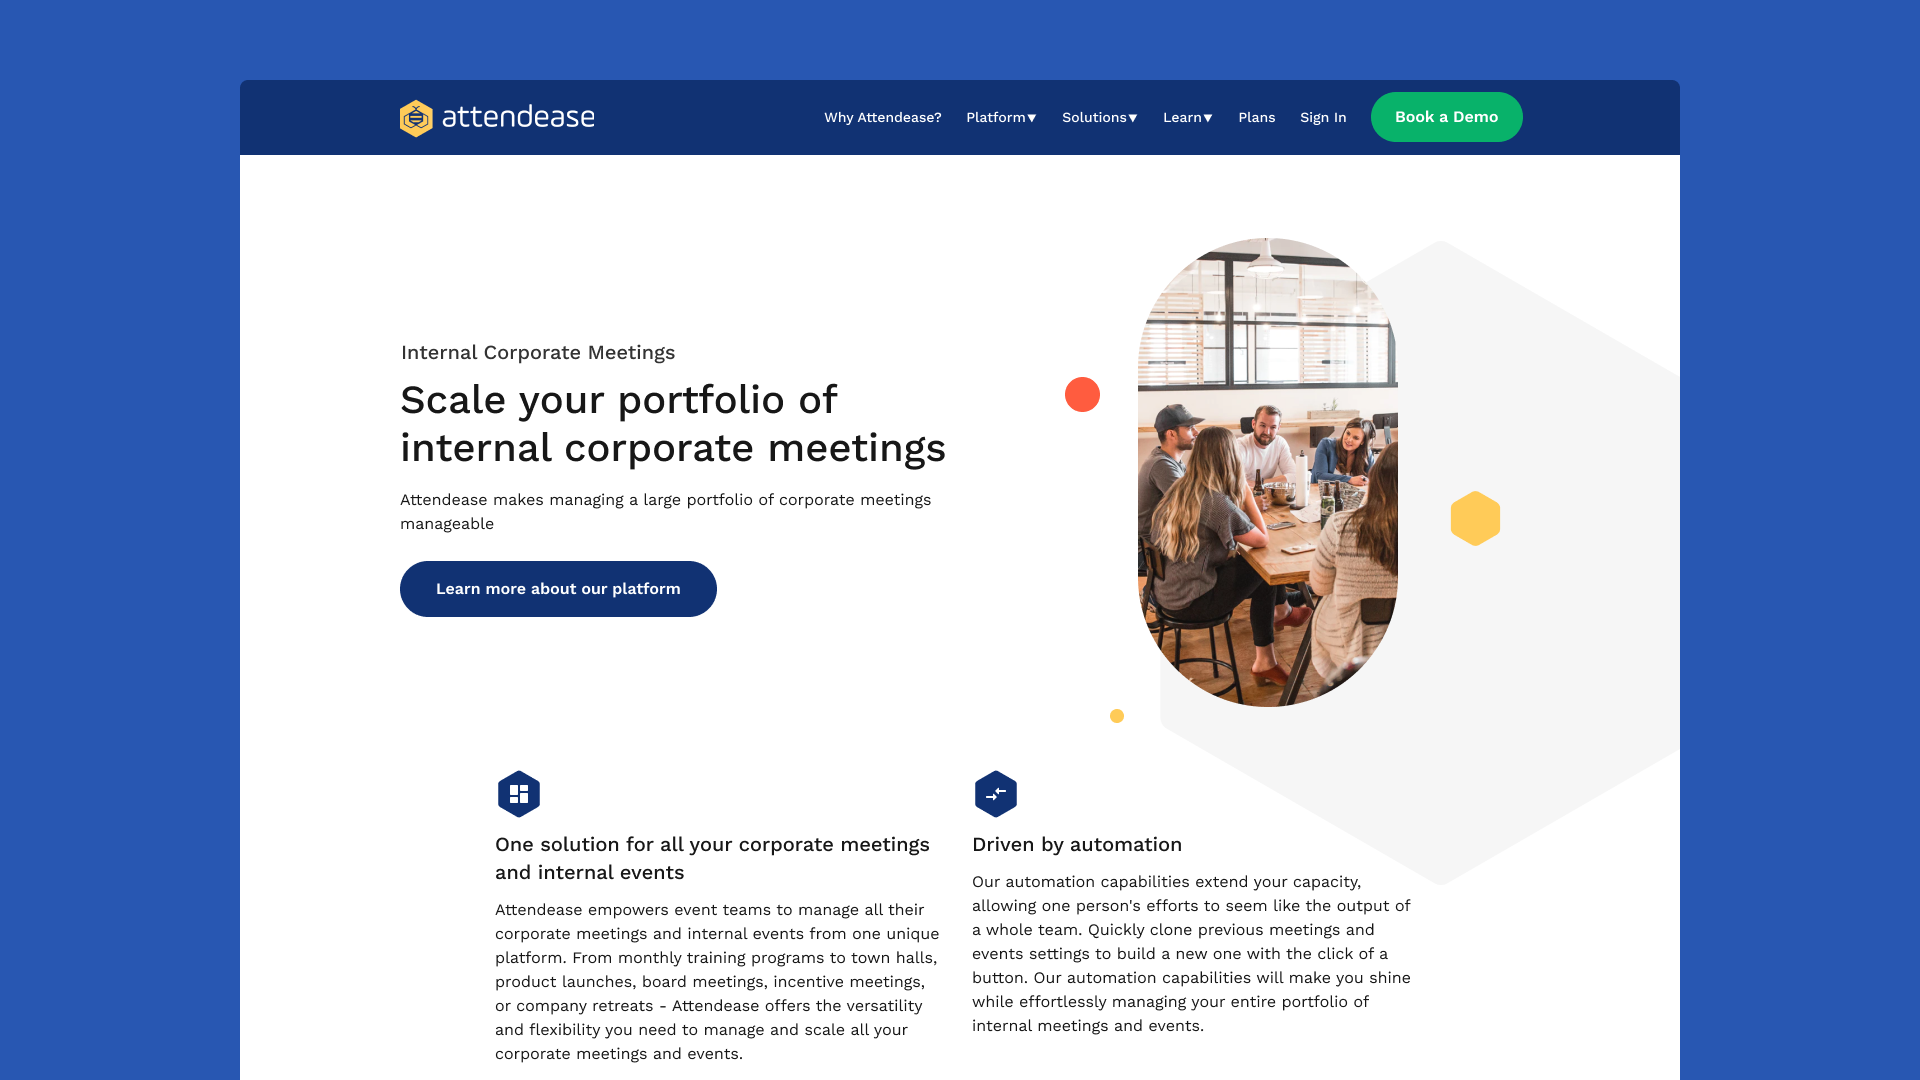 attendease
Why Attendease?
Platform▼
Solutions▼
Learn▼
Plans
Sign In
Book a Demo
Internal Corporate Meetings
Scale your portfolio of
internal corporate meetings
Attendease makes managing a large portfolio of corporate meetings
manageable
Learn more about our platform
One solution for all your corporate meetings
and internal events
Attendease empowers event teams to manage all their
corporate meetings and internal events from one unique
platform. From monthly training programs to town halls,
product launches, board meetings, incentive meetings,
or company retreats - Attendease offers the versatility
and flexibility you need to manage and scale all your
corporate meetings and events.
Driven by automation
Our automation capabilities extend your capacity,
allowing one person's efforts to seem like the output of
a whole team. Quickly clone previous meetings and
events settings to build a new one with the click of a
button. Our automation capabilities will make you shine
while effortlessly managing your entire portfolio of
internal meetings and events.